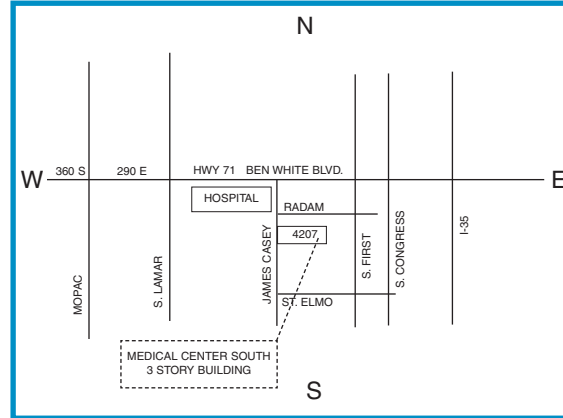 N
360 S
290 E
HWY 71 BEN WHITE BLVD.
W
E
HOSPITAL
RADAM
4207
MOPAC
S. LAMAR
JAMES CASEY
S. FIRST
S. CONGRESS
I-35
ST. ELMO
MEDICAL CENTER SOUTH
3 STORY BUILDING
S